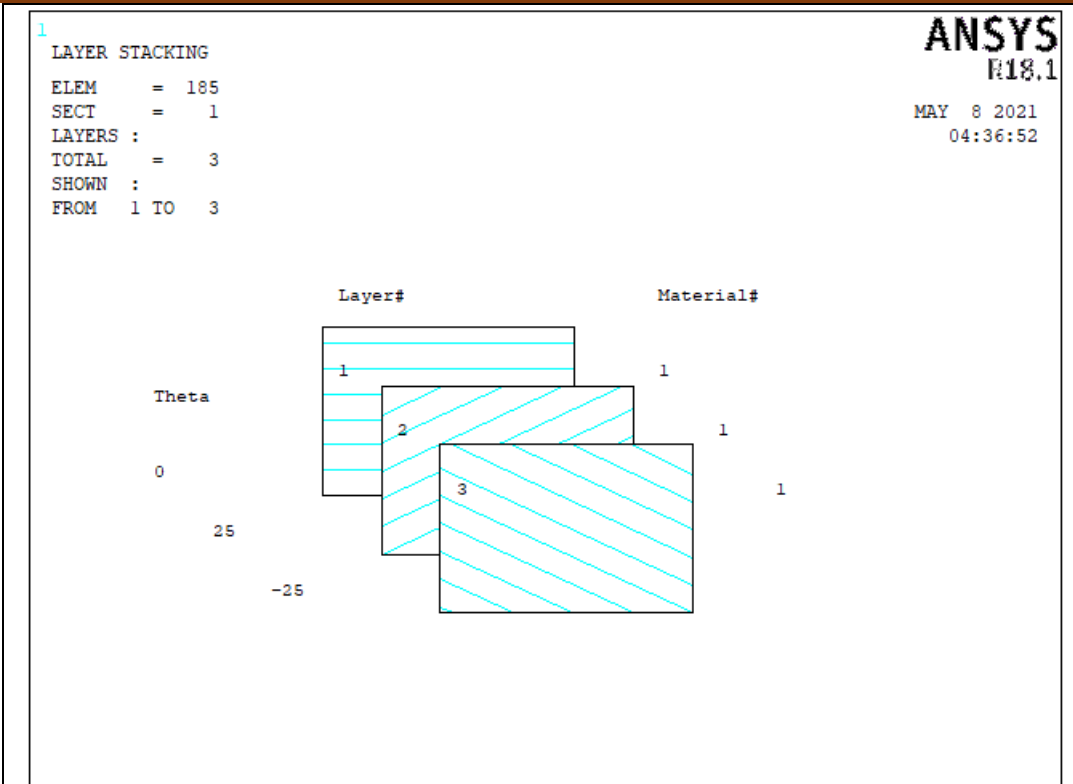 1
LAYER STACKING
ELEM = 185
SECT = 1
LAYERS :
TOTAL = 3
SHOWN :
FROM 1 TO 3
ANSYS
R18.1
MAY 8 2021
04:36:52
Layer# Material#
1 1
Theta
2 1
0 3 1
25
-25